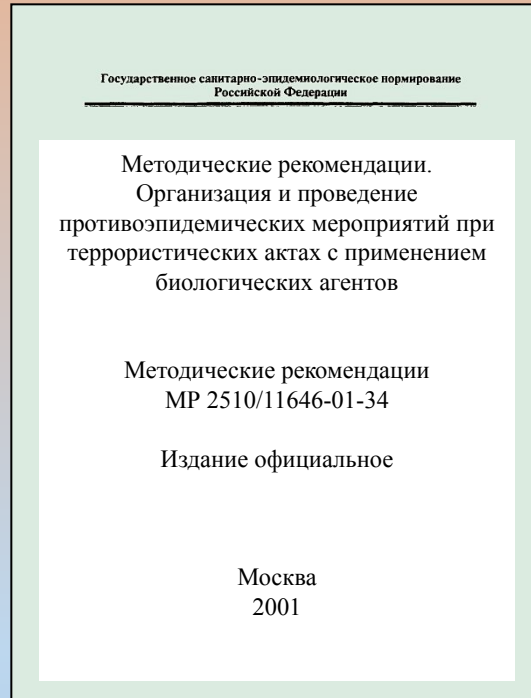 Государственное санитарно-эпидемиологическое нормирование
Российской Федерации
Методические рекомендации.
Организация и проведение
противоэпидемических мероприятий при
террористических актах с применением
биологических агентов
Методические рекомендации
МР 2510/11646-01-34
Издание официальное
Москва
2001